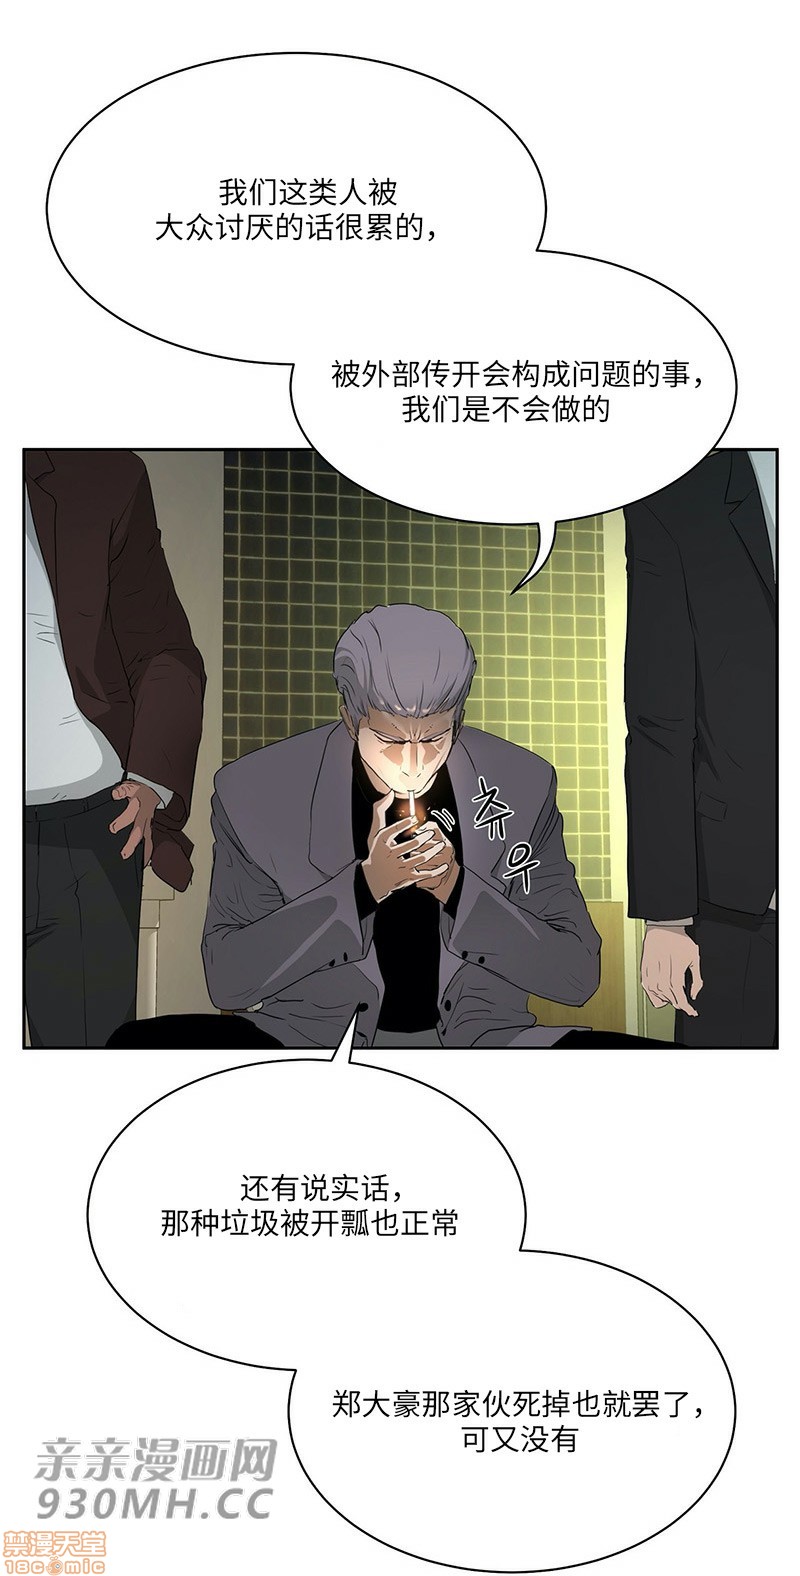 我们这类人被
大众讨厌的话很累的，
被外部传开会构成问题的事，
我们是不会做的
츄우
还有说实话，
那种垃圾被开瓢也正常
郑大豪那家伙死掉也就罢了，
可又没有
亲亲漫画网
930MH.CC
禁漫天堂
18comic